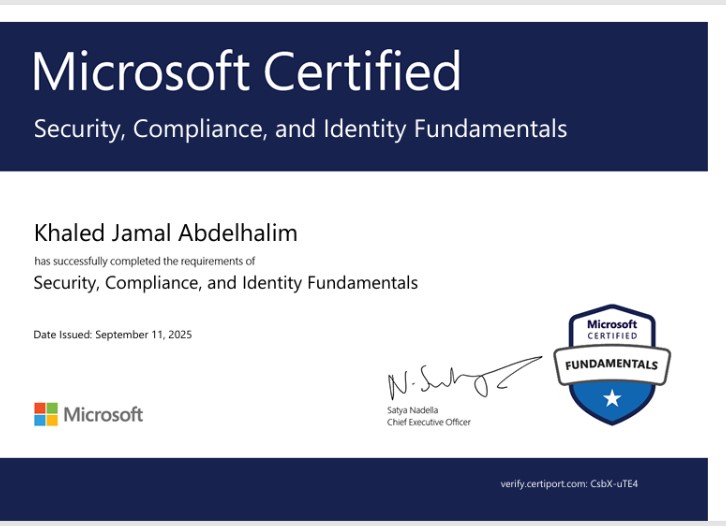 Microsoft Certified
Security, Compliance, and Identity Fundamentals
Khaled Jamal Abdelhalim
has successfully completed the requirements of
Security, Compliance, and Identity Fundamentals
Date Issued: September 11, 2025
Microsoft
CERTIFIED
FUNDAMENTALS
Satya Nadella
Chief Executive Officer
Microsoft
verify.certiport.com: CsbX-uTE4